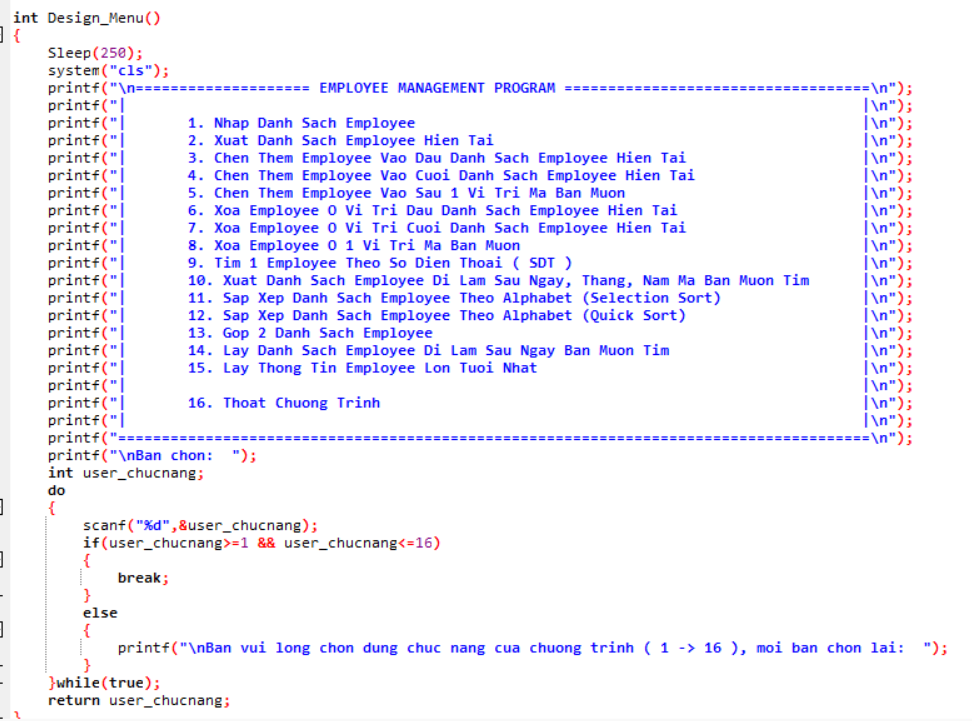 int Design_Menu()
{
    Sleep(250);
    system("cls");
    printf("\n==================== EMPLOYEE MANAGEMENT PROGRAM ===================================\n");
    printf("|                                                                                     |\n");
    printf("|       1. Nhap Danh Sach Employee                                                    |\n");
    printf("|       2. Xuat Danh Sach Employee Hien Tai                                           |\n");
    printf("|       3. Chen Them Employee Vao Dau Danh Sach Employee Hien Tai                     |\n");
    printf("|       4. Chen Them Employee Vao Cuoi Danh Sach Employee Hien Tai                    |\n");
    printf("|       5. Chen Them Employee Vao Sau 1 Vi Tri Ma Ban Muon                            |\n");
    printf("|       6. Xoa Employee O Vi Tri Dau Danh Sach Employee Hien Tai                      |\n");
    printf("|       7. Xoa Employee O Vi Tri Cuoi Danh Sach Employee Hien Tai                     |\n");
    printf("|       8. Xoa Employee O 1 Vi Tri Ma Ban Muon                                        |\n");
    printf("|       9. Tim 1 Employee Theo So Dien Thoai ( SDT )                                  |\n");
    printf("|       10. Xuat Danh Sach Employee Di Lam Sau Ngay, Thang, Nam Ma Ban Muon Tim       |\n");
    printf("|       11. Sap Xep Danh Sach Employee Theo Alphabet (Selection Sort)                 |\n");
    printf("|       12. Sap Xep Danh Sach Employee Theo Alphabet (Quick Sort)                     |\n");
    printf("|       13. Gop 2 Danh Sach Employee                                                  |\n");
    printf("|       14. Lay Danh Sach Employee Di Lam Sau Ngay Ban Muon Tim                       |\n");
    printf("|       15. Lay Thong Tin Employee Lon Tuoi Nhat                                      |\n");
    printf("|                                                                                     |\n");
    printf("|       16. Thoat Chuong Trinh                                                        |\n");
    printf("|                                                                                     |\n");
    printf("======================================================================================\n");
    printf("\nBan chon:  ");
    int user_chucnang;
    do
    {
        scanf("%d",&user_chucnang);
        if(user_chucnang>=1 && user_chucnang<=16)
        {
            break;
        }
        else
        {
            printf("\nBan vui long chon dung chuc nang cua chuong trinh ( 1 -> 16 ), moi ban chon lai:  ");
        }
    }while(true);
    return user_chucnang;
}